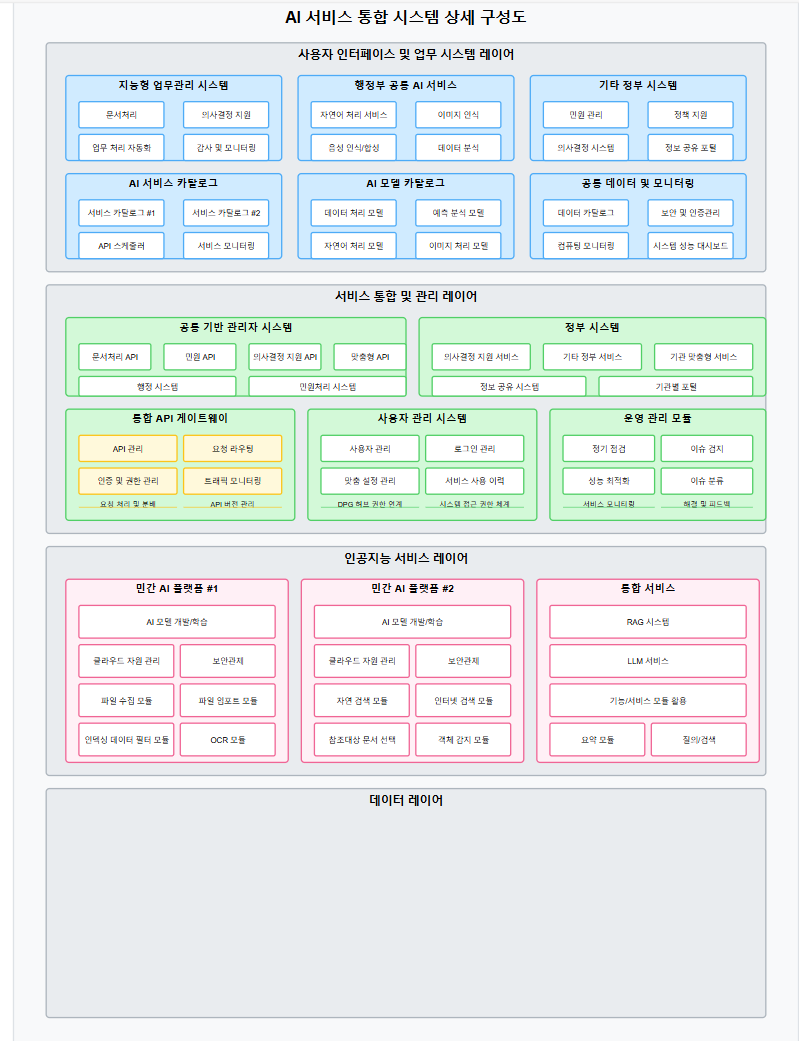 AI 서비스 통합 시스템 상세 구성도
사용자 인터페이스 및 업무 시스템 레이어
지능형 업무관리 시스템
행정부 공통 AI 서비스
기타 정부 시스템
문서처리
의사결정 지원
자연어 처리 서비스
이미지 인식
민원 관리
정책 지원
업무 처리 자동화
감사 및 모니터링
음성 인식/합성
데이터 분석
의사결정 시스템
정보 공유 포털
AI 서비스 카탈로그
AI 모델 카탈로그
공통 데이터 및 모니터링
서비스 카탈로그 #1
서비스 카탈로그 #2
데이터 처리 모델
예측 분석 모델
데이터 카탈로그
보안 및 인증관리
API 스케줄러
서비스 모니터링
자연어 처리 모델
이미지 처리 모델
컴퓨팅 모니터링
시스템 성능 대시보드
서비스 통합 및 관리 레이어
공통 기반 관리자 시스템
정부 시스템
문서처리 API
민원 API
의사결정 지원 API
맞춤형 API
의사결정 지원 서비스
기타 정부 서비스
기관 맞춤형 서비스
행정 시스템
민원처리 시스템
정보 공유 시스템
기관별 포털
통합 API 게이트웨이
사용자 관리 시스템
운영 관리 모듈
API 관리
요청 라우팅
사용자 관리
로그인 관리
정기 점검
이슈 감지
인증 및 권한 관리
트래픽 모니터링
맞춤 설정 관리
서비스 사용 이력
성능 최적화
이슈 분류
요청 처리 및 분배
API 버전 관리
DPG 허브 권한 연계
시스템 접근 권한 체계
서비스 모니터링
해결 및 피드백
인공지능 서비스 레이어
민간 AI 플랫폼 #1
민간 AI 플랫폼 #2
통합 서비스
AI 모델 개발/학습
AI 모델 개발/학습
RAG 시스템
클라우드 자원 관리
보안관제
클라우드 자원 관리
보안관제
LLM 서비스
파일 수집 모듈
파일 임포트 모듈
자연 검색 모듈
인터넷 검색 모듈
기능/서비스 모듈 활용
인덱싱 데이터 필터 모듈
OCR 모듈
참조대상 문서 선택
객체 감지 모듈
요약 모듈
질의/검색
데이터 레이어